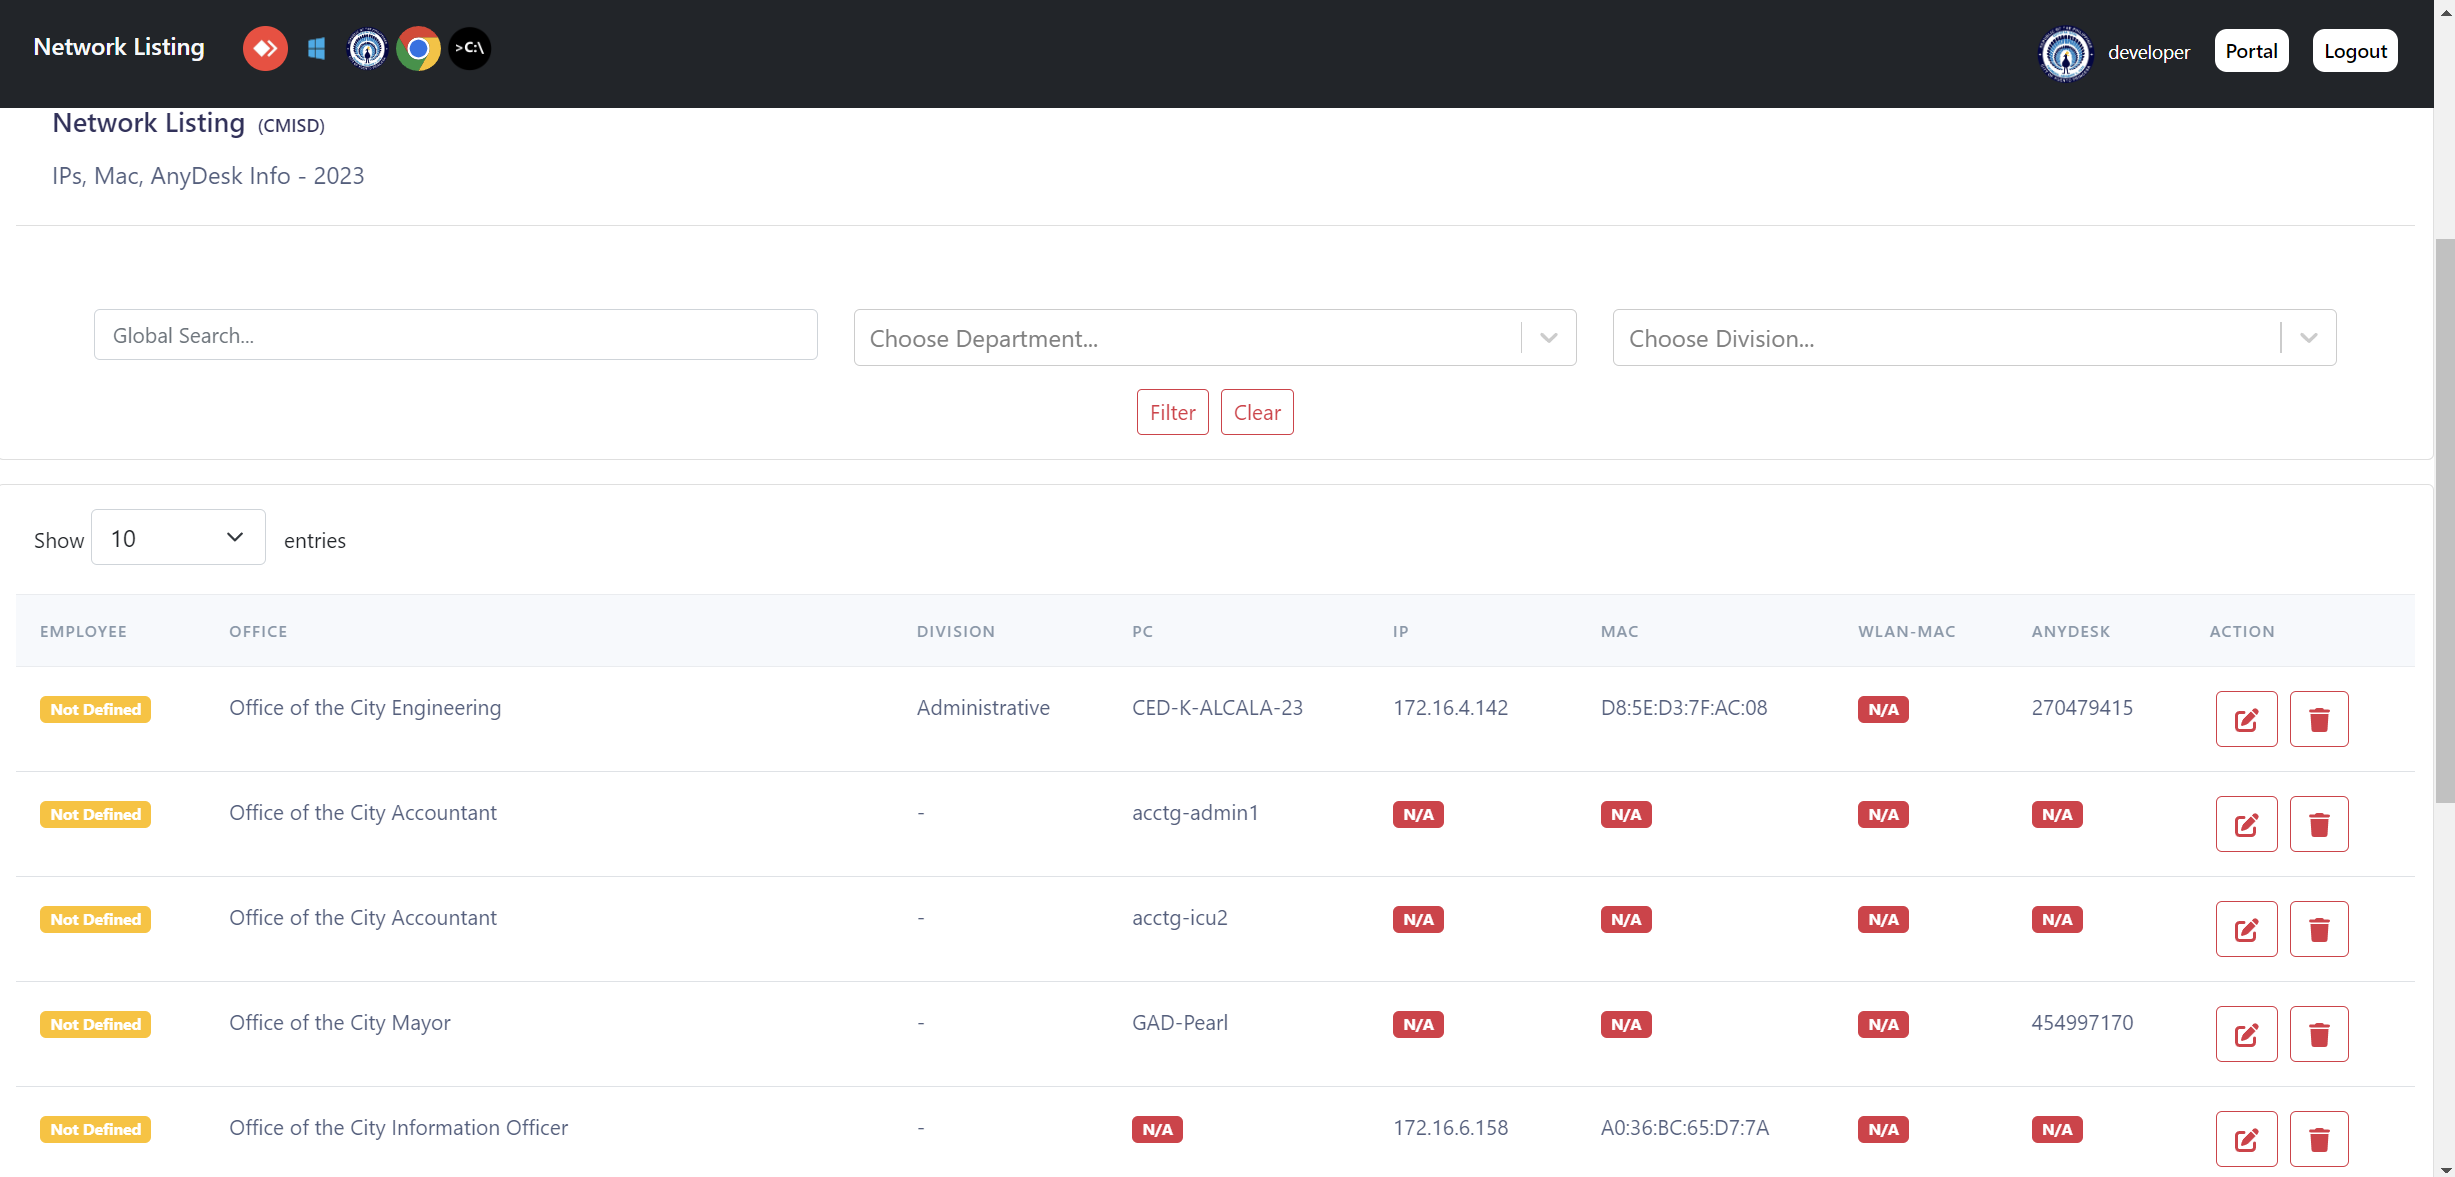 Network Listing >C:\ developer Portal Logout
Network Listing (CMISD)
IPs, Mac, AnyDesk Info - 2023
Global Search... Choose Department... Choose Division...
Filter Clear
Show 10 entries
EMPLOYEE OFFICE DIVISION PC IP MAC WLAN-MAC ANYDESK ACTION
Not Defined Office of the City Engineering Administrative CED-K-ALCALA-23 172.16.4.142 D8:5E:D3:7F:AC:08 N/A 270479415
Not Defined Office of the City Accountant - acctg-admin1 N/A N/A N/A N/A
Not Defined Office of the City Accountant - acctg-icu2 N/A N/A N/A N/A
Not Defined Office of the City Mayor - GAD-Pearl N/A N/A N/A 454997170
Not Defined Office of the City Information Officer - N/A 172.16.6.158 A0:36:BC:65:D7:7A N/A N/A